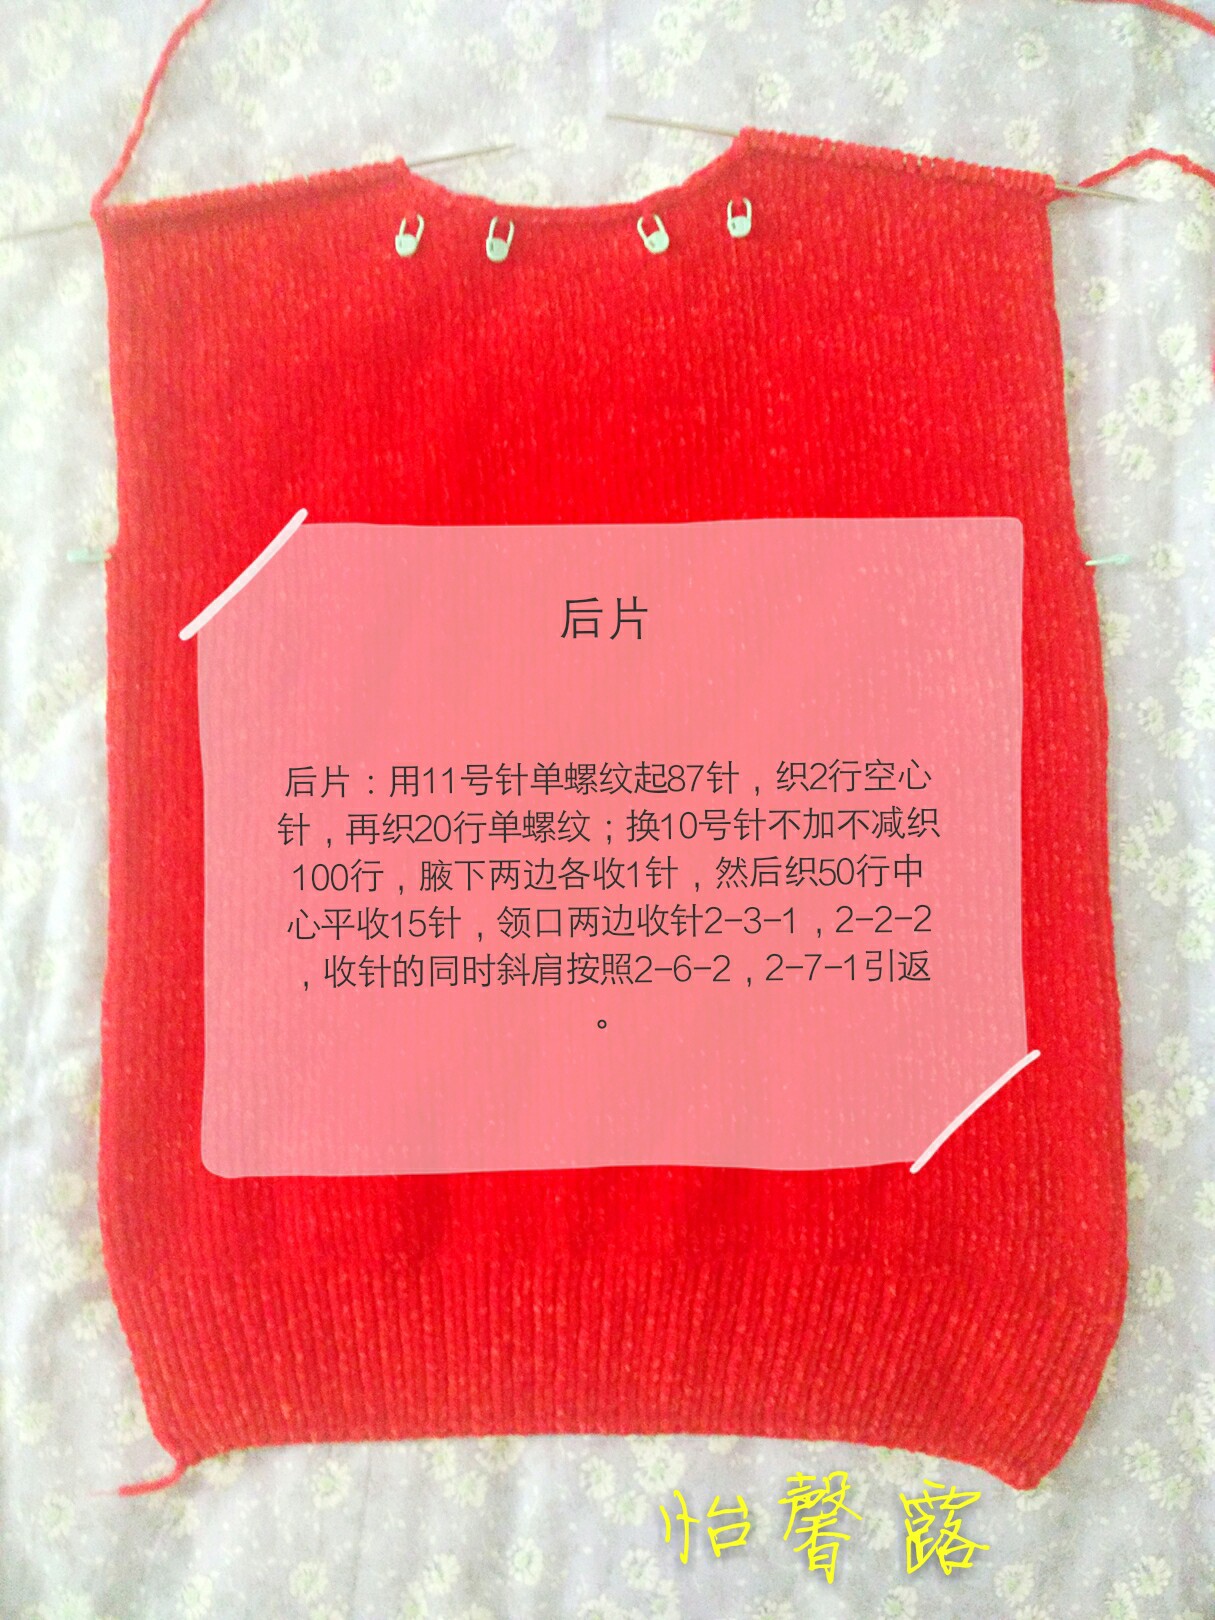 后片
后片：用11号针单螺纹起87针，织2行空心
针，再织20行单螺纹；换10号针不加不减织
100行，腋下两边各收1针，然后织50行中
心平收15针，领口两边收针2-3-1，2-2-2
，收针的同时斜肩按照2-6-2，2-7-1引返
。
怡馨露